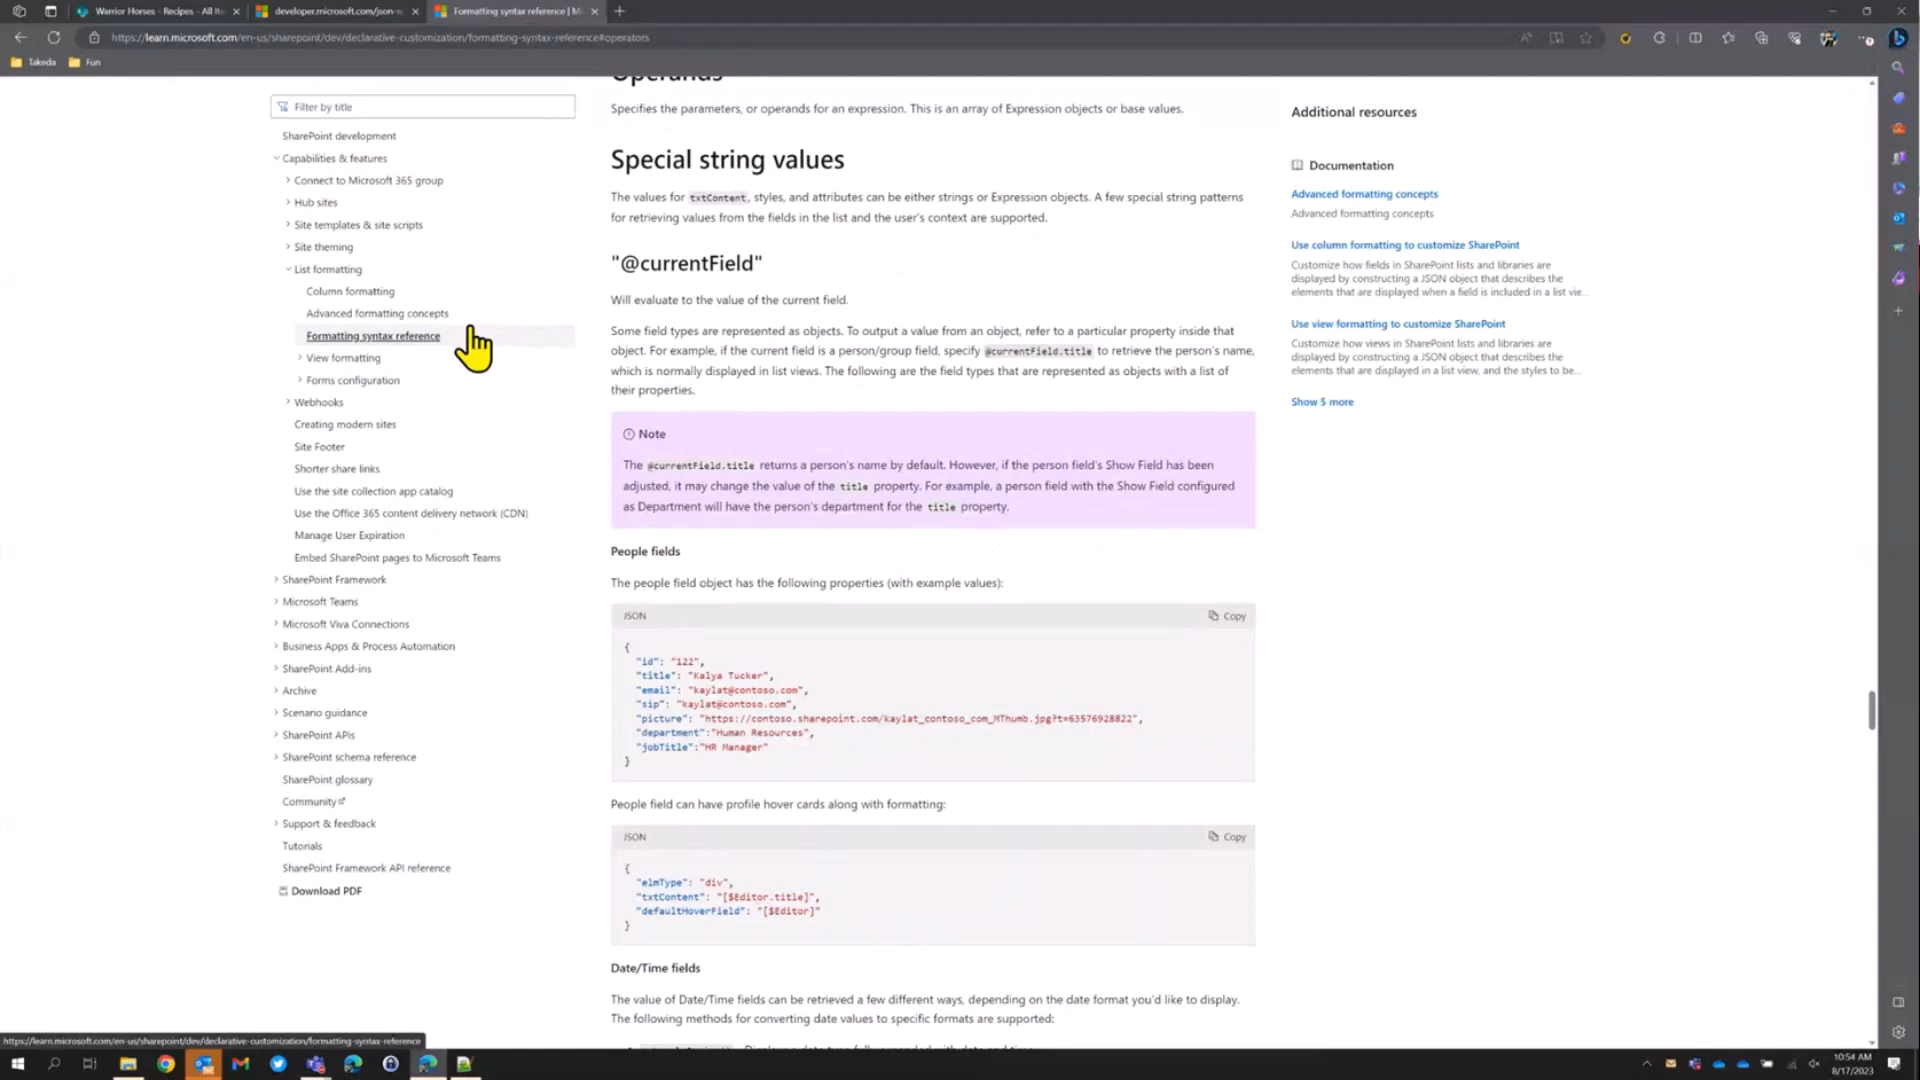 Warrior Horses - Recipes - All It
developer.microsoft.com/json-s
Formatting syntax reference | M
https://learn.microsoft.com/en-us/sharepoint/dev/declarative-customization/formatting-syntax-reference#operators
Takeda
Fun
Filter by title
SharePoint development
Capabilities & features
Connect to Microsoft 365 group
Hub sites
Site templates & site scripts
Site theming
List formatting
Column formatting
Advanced formatting concepts
Formatting syntax reference
View formatting
Forms configuration
Webhooks
Creating modern sites
Site Footer
Shorter share links
Use the site collection app catalog
Use the Office 365 content delivery network (CDN)
Manage User Expiration
Embed SharePoint pages to Microsoft Teams
SharePoint Framework
Microsoft Teams
Microsoft Viva Connections
Business Apps & Process Automation
SharePoint Add-ins
Archive
Scenario guidance
SharePoint APIs
SharePoint schema reference
SharePoint glossary
Community
Support & feedback
Tutorials
SharePoint Framework API reference
Download PDF
Operands
Specifies the parameters, or operands for an expression. This is an array of Expression objects or base values.
Special string values
The values for txtContent, styles, and attributes can be either strings or Expression objects. A few special string patterns
for retrieving values from the fields in the list and the user's context are supported.
"@currentField"
Will evaluate to the value of the current field.
Some field types are represented as objects. To output a value from an object, refer to a particular property inside that
object. For example, if the current field is a person/group field, specify @currentField.title to retrieve the person's name,
which is normally displayed in list views. The following are the field types that are represented as objects with a list of
their properties.
Note
The @currentField.title returns a person's name by default. However, if the person field's Show Field has been
adjusted, it may change the value of the title property. For example, a person field with the Show Field configured
as Department will have the person's department for the title property.
People fields
The people field object has the following properties (with example values):
JSON
Copy
{
"id": "122",
"title": "Kalya Tucker",
"email": "kaylat@contoso.com",
"sip": "kaylat@contoso.com",
"picture": "https://contoso.sharepoint.com/kaylat_contoso_com_MThumb.jpg?t=63576928822",
"department":"Human Resources",
"jobTitle":"HR Manager"
}
People field can have profile hover cards along with formatting:
JSON
Copy
{
"elmType": "div",
"txtContent": "[$Editor.title]",
"defaultHoverField": "[$Editor]"
}
Date/Time fields
The value of Date/Time fields can be retrieved a few different ways, depending on the date format you'd like to display.
The following methods for converting date values to specific formats are supported:
Additional resources
Documentation
Advanced formatting concepts
Advanced formatting concepts
Use column formatting to customize SharePoint
Customize how fields in SharePoint lists and libraries are
displayed by constructing a JSON object that describes the
elements that are displayed when a field is included in a list vie...
Use view formatting to customize SharePoint
Customize how views in SharePoint lists and libraries are
displayed by constructing a JSON object that describes the
elements that are displayed in a list view, and the styles to be...
Show 5 more
https://learn.microsoft.com/en-us/sharepoint/dev/declarative-customization/formatting-syntax-reference
10:54 AM
8/17/2023